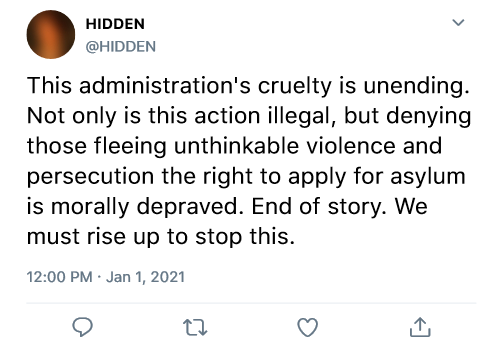 HIDDEN
@HIDDEN
This administration's cruelty is unending.
Not only is this action illegal, but denying
those fleeing unthinkable violence and
persecution the right to apply for asylum
is morally depraved. End of story. We
must rise up to stop this.
12:00 PM · Jan 1, 2021